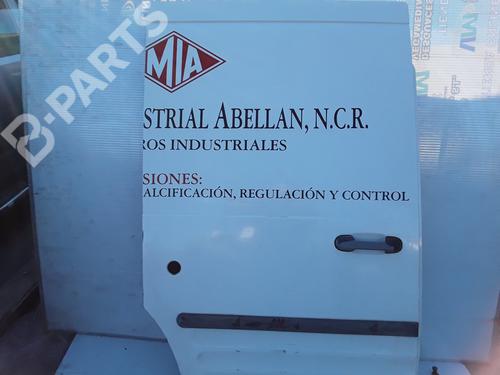 MIA
STRIAL ABELLAN, N.C.R.
ROS INDUSTRIALES
SIONES:
ALCIFICACIÓN, REGULACIÓN Y CONTROL
B-PARTS